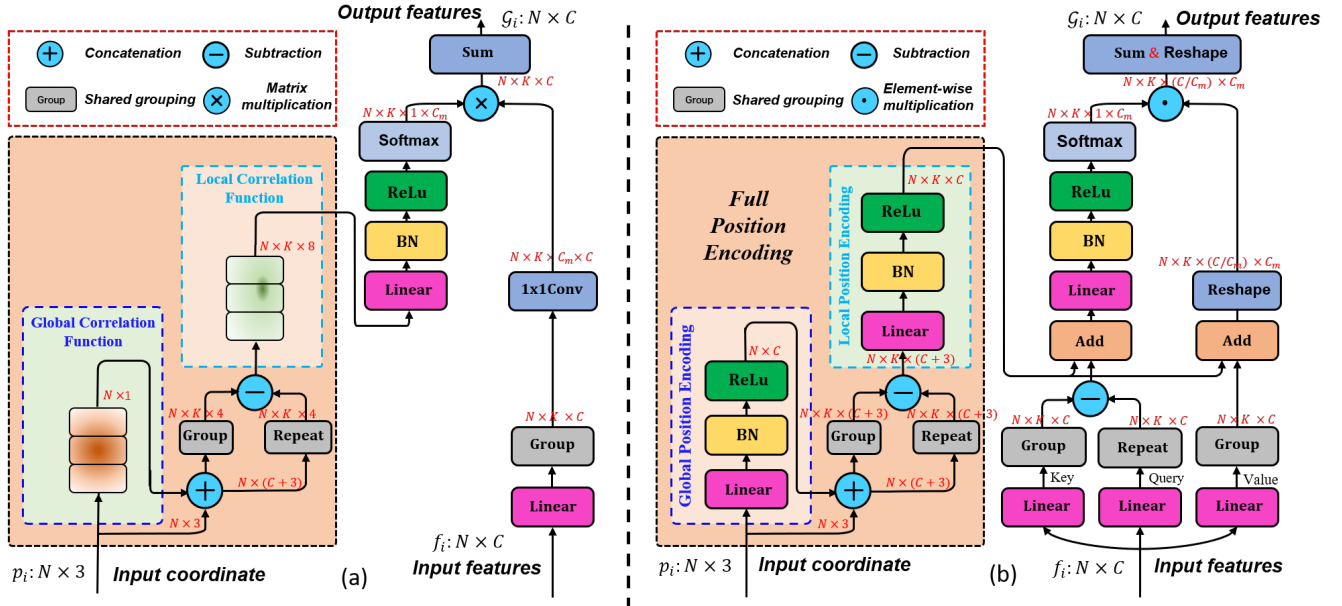 Output features
𝒢ᵢ: N × C
Sum
N × K × C
Concatenation
Subtraction
Group
Shared grouping
Matrix
multiplication
N × K × 1 × Cₘ
Softmax
ReLu
BN
Linear
Local Correlation
Function
N × K × 8
N × K × Cₘ × C
1x1Conv
Global Correlation
Function
N × 1
N × K × 4
N × K × 4
Group
Repeat
N × (C + 3)
N × 3
N × K × C
Group
Linear
pᵢ: N × 3
Input coordinate
(a)
fᵢ: N × C
Input features
𝒢ᵢ: N × C
Output features
Sum & Reshape
N × K × (C/Cₘ) × Cₘ
Concatenation
Subtraction
Group
Shared grouping
Element-wise
multiplication
N × K × 1 × Cₘ
Softmax
ReLu
BN
Linear
Add
N × K × (C/Cₘ) × Cₘ
Reshape
Add
Full
Position
Encoding
Local Position Encoding
N × K × C
ReLu
BN
Linear
N × K × (C + 3)
Global Position Encoding
N × C
ReLu
BN
Linear
N × K × (C + 3)
N × K × (C + 3)
Group
Repeat
N × (C + 3)
N × 3
N × K × C
N × K × C
N × K × C
Group
Repeat
Group
Key
Query
Value
Linear
Linear
Linear
pᵢ: N × 3
Input coordinate
(b)
fᵢ: N × C
Input features